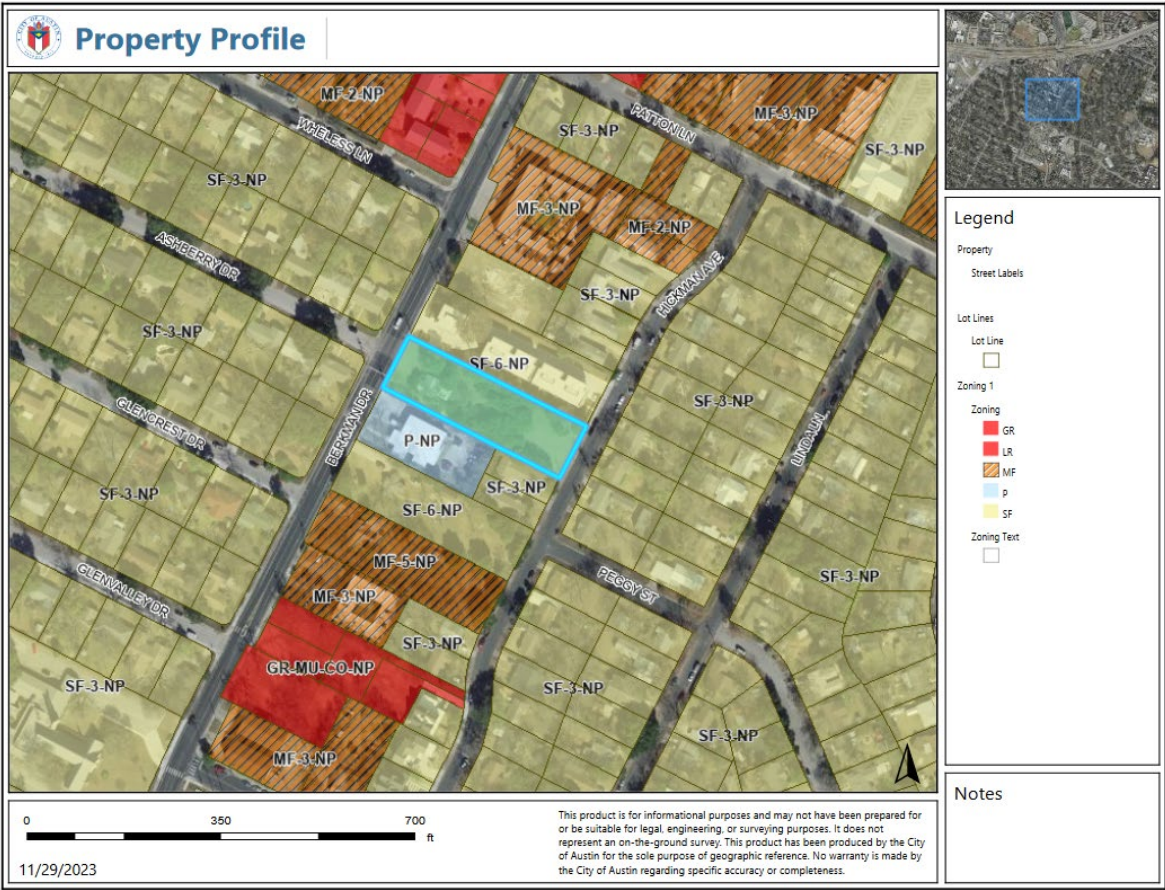 Property Profile
MF-2-NP
WHELESS LN
SF-3-NP
PATTON LN
MF-3-NP
SF-3-NP
SF-3-NP
MF-3-NP
MF-2-NP
ASHBERRY DR
HICKMAN AVE
SF-3-NP
SF-3-NP
SF-6-NP
SF-3-NP
GLENCREST DR
BERKMAN DR
P-NP
LINDA LN
SF-3-NP
SF-3-NP
SF-6-NP
MF-5-NP
GLENVALLEY DR
MF-3-NP
PEGGY ST
SF-3-NP
SF-3-NP
GR-MU-CO-NP
SF-3-NP
SF-3-NP
SF-3-NP
MF-3-NP
Legend
Property
Street Labels
Lot Lines
Lot Line
Zoning 1
Zoning
GR
LR
MF
P
SF
Zoning Text
Notes
0 350 700
ft
11/29/2023
This product is for informational purposes and may not have been prepared for
or be suitable for legal, engineering, or surveying purposes. It does not
represent an on-the-ground survey. This product has been produced by the City
of Austin for the sole purpose of geographic reference. No warranty is made by
the City of Austin regarding specific accuracy or completeness.